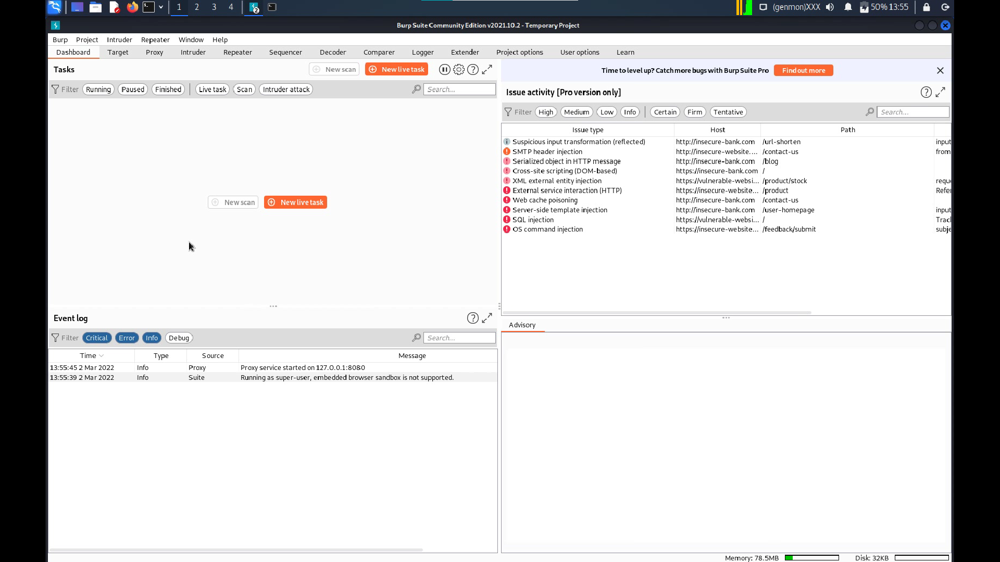 1 2 3 4 2 (genmon)XXX 50% 13:55
Burp Suite Community Edition v2021.10.2 - Temporary Project
Burp Project Intruder Repeater Window Help
Dashboard Target Proxy Intruder Repeater Sequencer Decoder Comparer Logger Extender Project options User options Learn
Tasks
New scan New live task
Filter Running Paused Finished Live task Scan Intruder attack Search...
New scan New live task
Event log
Filter Critical Error Info Debug Search...
Time Type Source Message
13:55:45 2 Mar 2022 Info Proxy Proxy service started on 127.0.0.1:8080
13:55:39 2 Mar 2022 Info Suite Running as super-user, embedded browser sandbox is not supported.
Time to level up? Catch more bugs with Burp Suite Pro Find out more
Issue activity [Pro version only]
Filter High Medium Low Info Certain Firm Tentative Search...
Issue type Host Path
Suspicious input transformation (reflected) http://insecure-bank.com /url-shorten input
SMTP header injection http://insecure-website.... /contact-us from
Serialized object in HTTP message http://insecure-bank.com /blog
Cross-site scripting (DOM-based) https://insecure-bank.com /
XML external entity injection https://vulnerable-websi... /product/stock requ
External service interaction (HTTP) https://insecure-website... /product Refe
Web cache poisoning http://insecure-bank.com /contact-us
Server-side template injection http://insecure-bank.com /user-homepage input
SQL injection https://vulnerable-websi... / Trac
OS command injection https://insecure-website... /feedback/submit subje
Advisory
Memory: 78.5MB Disk: 32KB